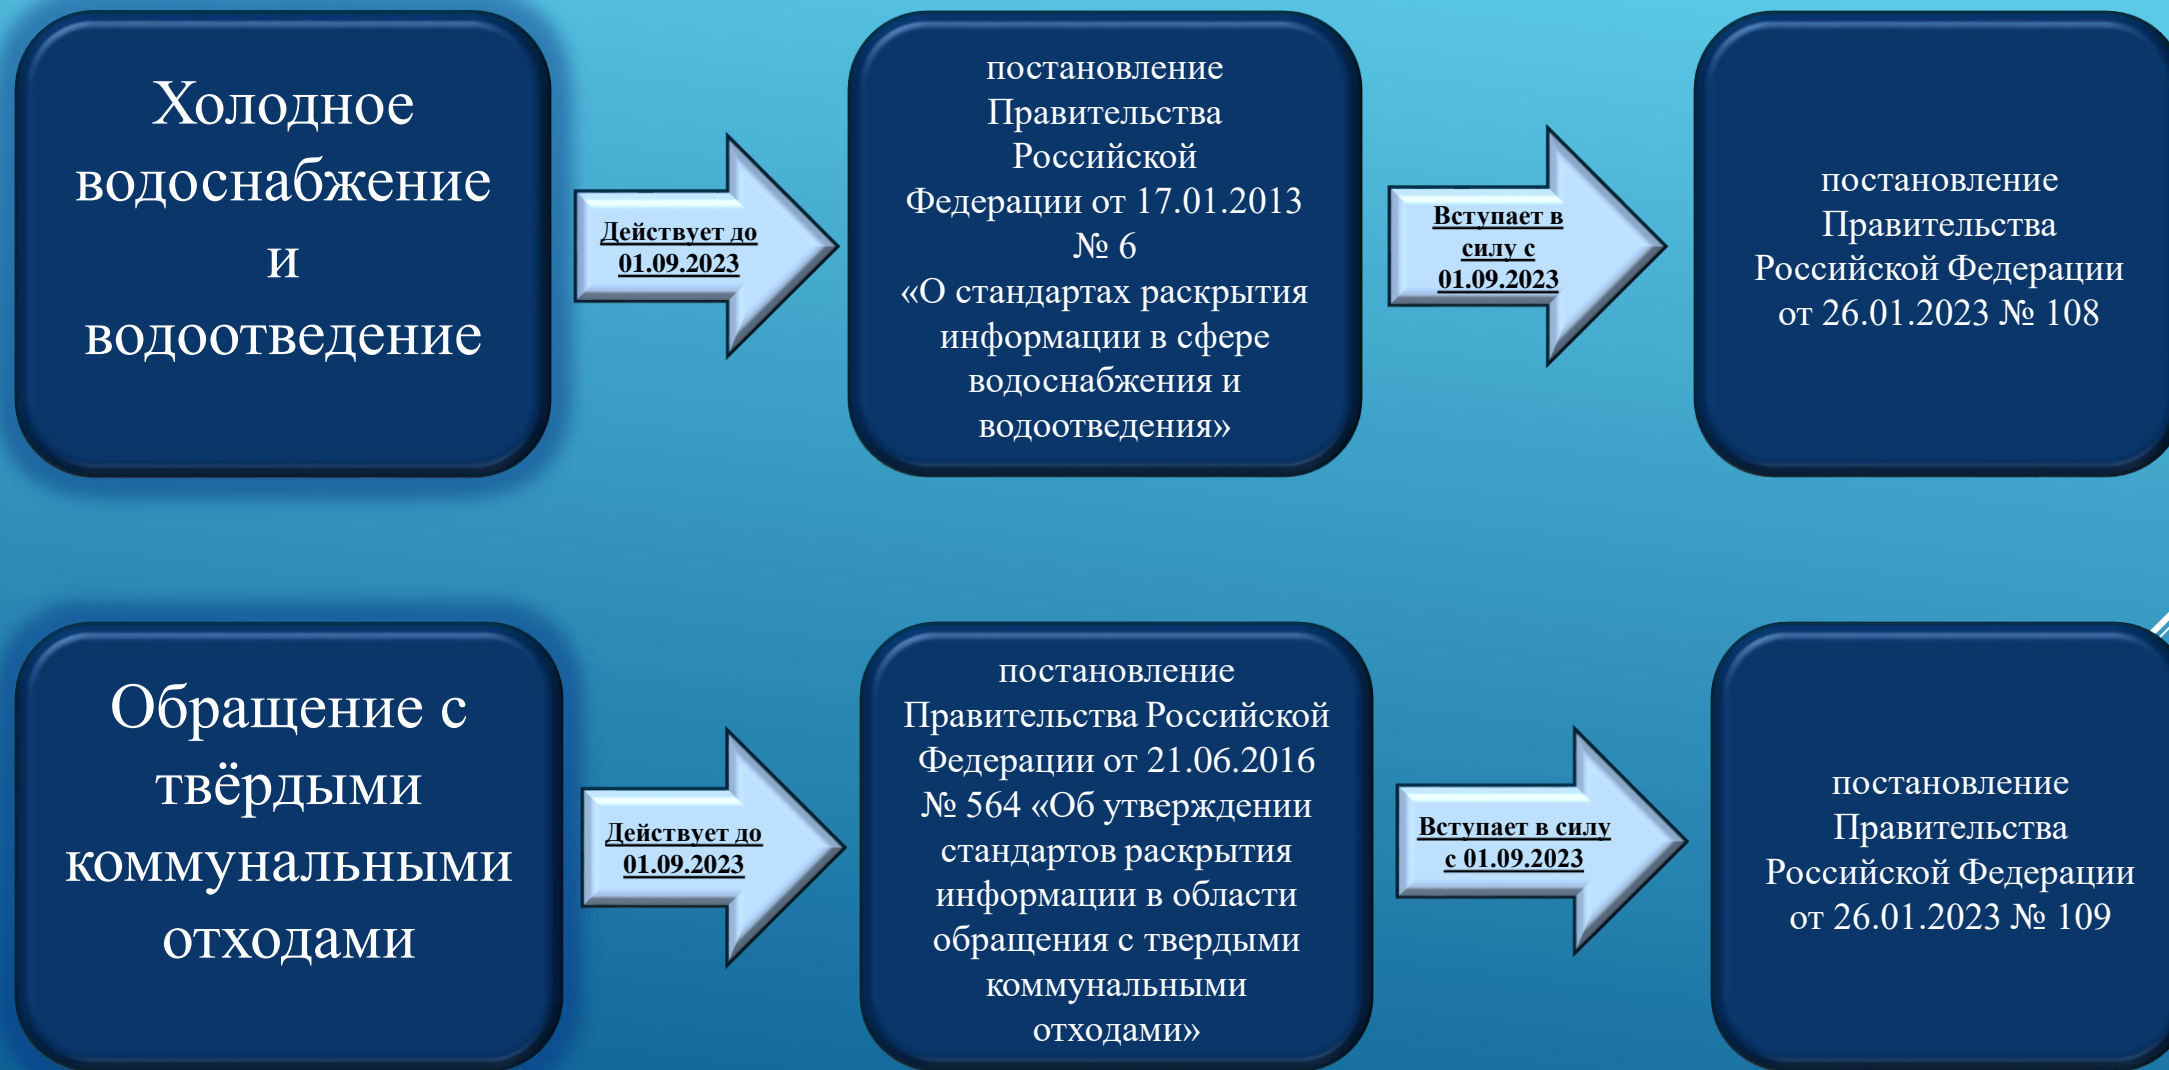 Холодное
водоснабжение
и
водоотведение
Действует до
01.09.2023
постановление
Правительства
Российской
Федерации от 17.01.2013
№ 6
«О стандартах раскрытия
информации в сфере
водоснабжения и
водоотведения»
Вступает в
силу с
01.09.2023
постановление
Правительства
Российской Федерации
от 26.01.2023 № 108
Обращение с
твёрдыми
коммунальными
отходами
Действует до
01.09.2023
постановление
Правительства Российской
Федерации от 21.06.2016
№ 564 «Об утверждении
стандартов раскрытия
информации в области
обращения с твердыми
коммунальными
отходами»
Вступает в силу
с 01.09.2023
постановление
Правительства
Российской Федерации
от 26.01.2023 № 109